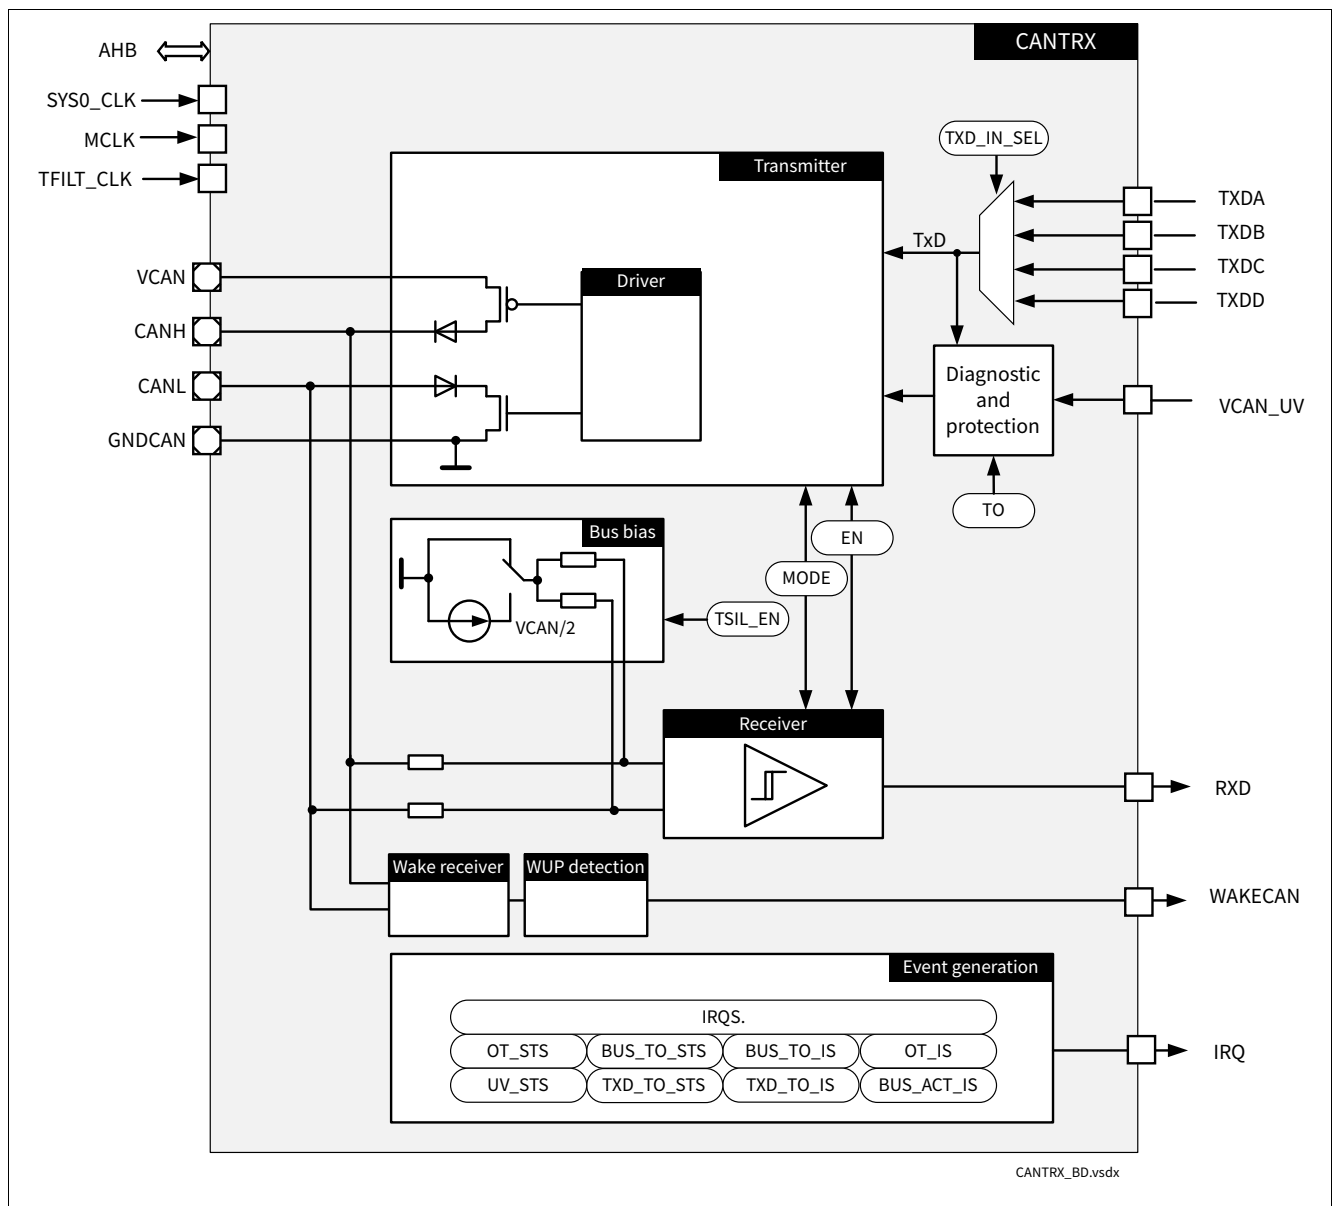 CANTRX
AHB
SYS0_CLK
MCLK
TFILT_CLK
TXD_IN_SEL
Transmitter
TXDA
TXDB
TXDC
TXDD
TxD
VCAN
CANH
CANL
GNDCAN
Driver
Diagnostic
and
protection
VCAN_UV
TO
Bus bias
EN
MODE
TSIL_EN
VCAN/2
Receiver
RXD
Wake receiver
WUP detection
WAKECAN
Event generation
IRQS.
OT_STS BUS_TO_STS BUS_TO_IS OT_IS
UV_STS TXD_TO_STS TXD_TO_IS BUS_ACT_IS
IRQ
CANTRX_BD.vsdx